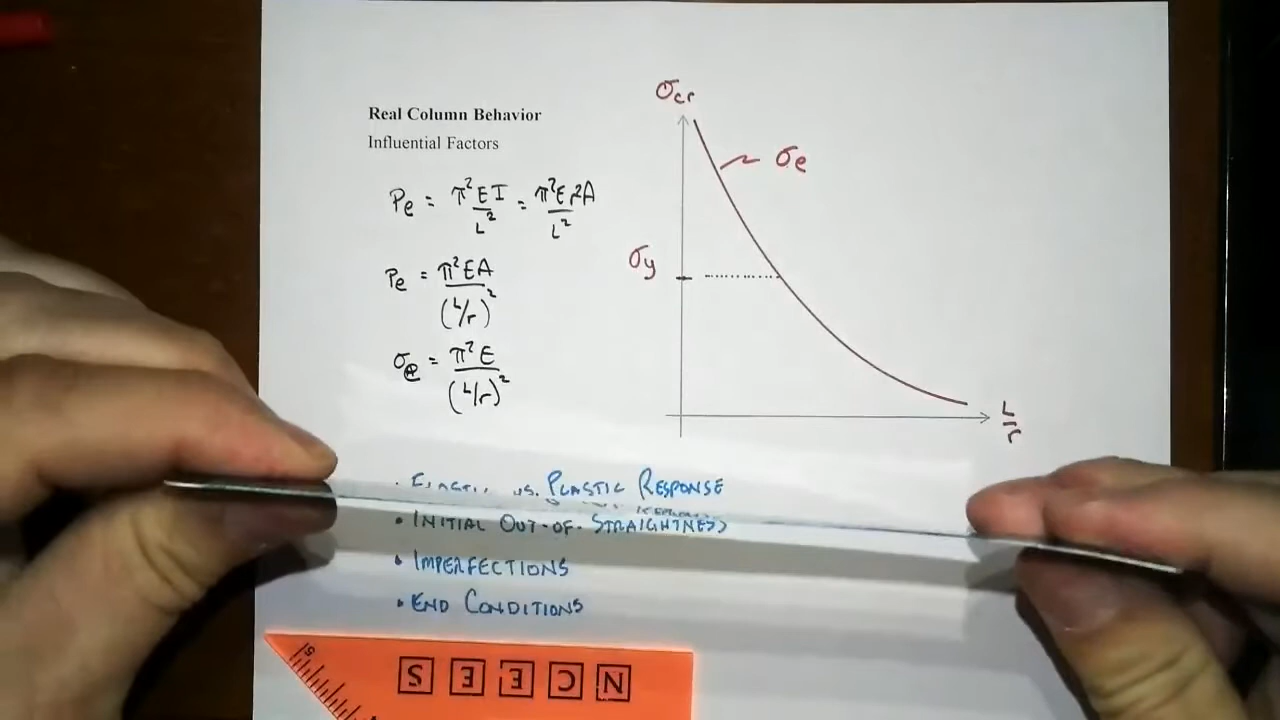 Real Column Behavior
Influential Factors
Pe = π²EI/L² = π²Er²A/L²
Pe = π²EA/(L/r)²
σe = π²E/(L/r)²
σcr
σe
σy
L/r
vs. PLASTIC RESPONSE
• INITIAL OUT-OF-STRAIGHTNESS
• IMPERFECTIONS
• END CONDITIONS
NCEES